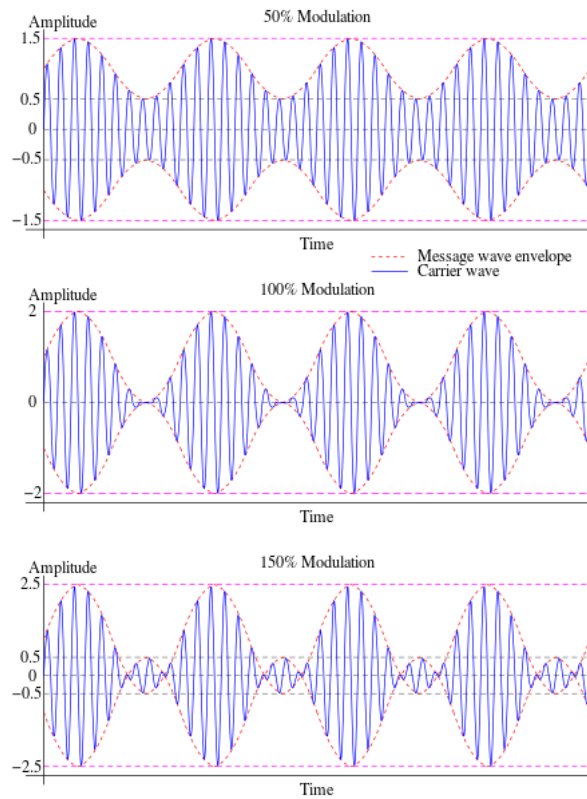 50% Modulation
Amplitude
1.5
0.5
0
−0.5
−1.5
Time
Message wave envelope
Carrier wave
100% Modulation
Amplitude
2
0
−2
Time
150% Modulation
Amplitude
2.5
0.5
0
−0.5
−2.5
Time